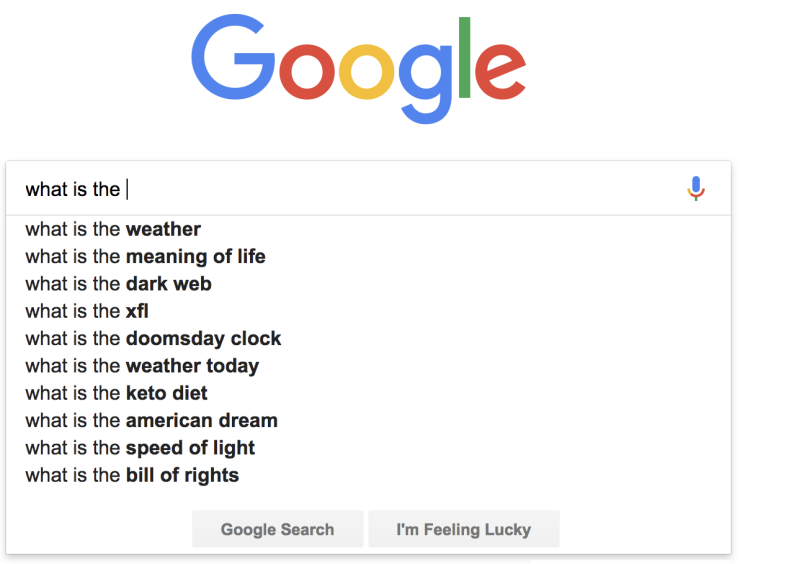 Google
what is the
what is the weather
what is the meaning of life
what is the dark web
what is the xfl
what is the doomsday clock
what is the weather today
what is the keto diet
what is the american dream
what is the speed of light
what is the bill of rights
Google Search I'm Feeling Lucky